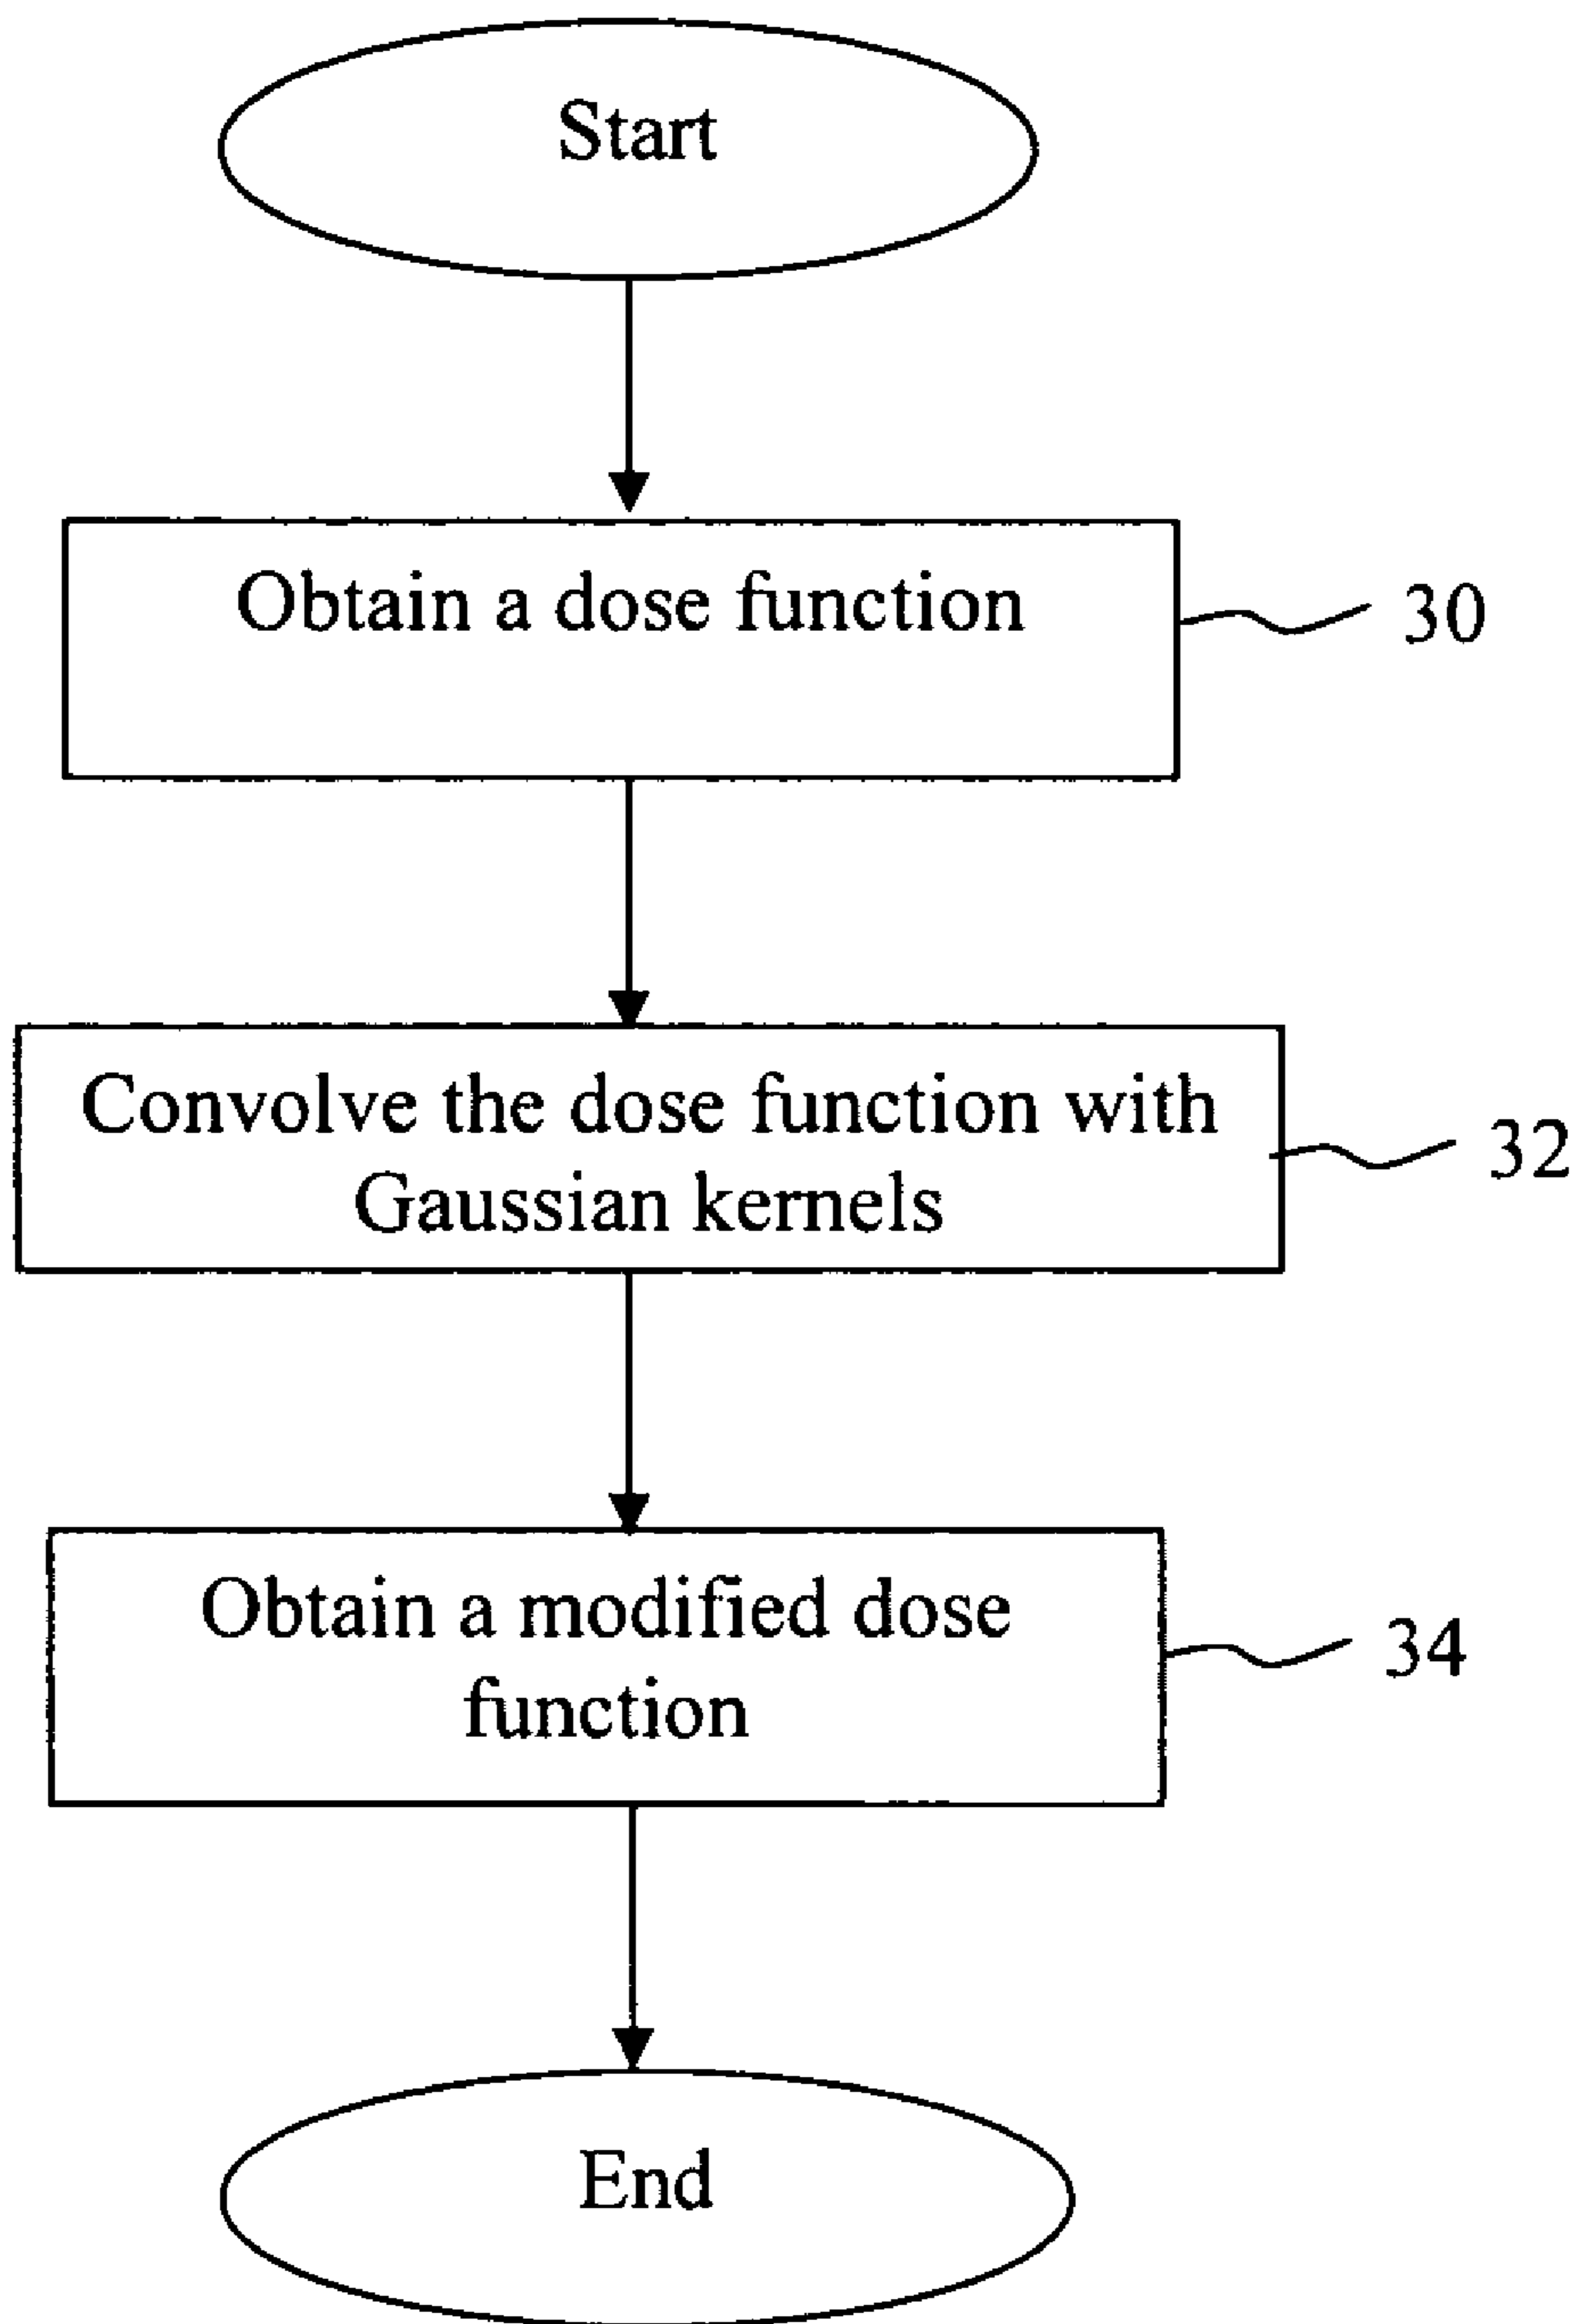 Start
Obtain a dose function
30
Convolve the dose function with
Gaussian kernels
32
Obtain a modified dose
function
34
End